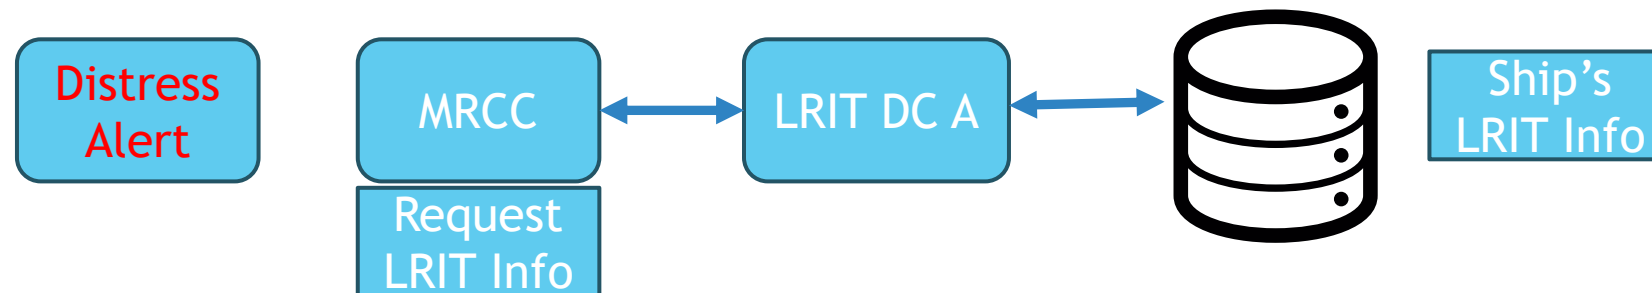 Distress
Alert
MRCC
Request
LRIT Info
LRIT DC A
Ship’s
LRIT Info